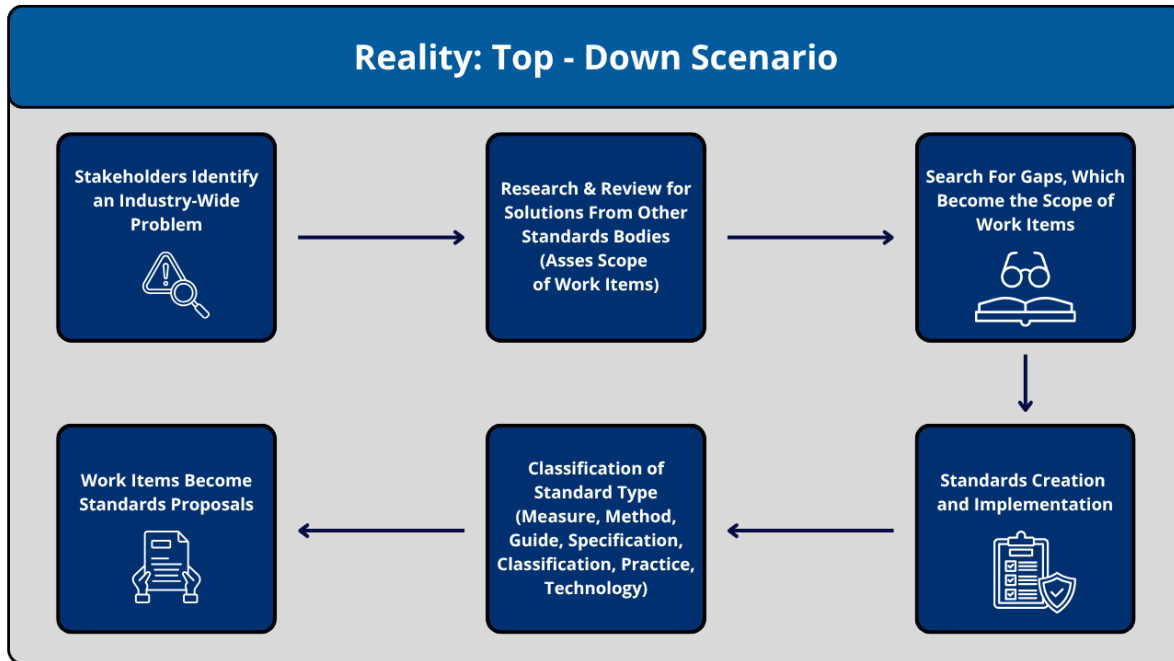 Reality: Top - Down Scenario
Stakeholders Identify
an Industry-Wide
Problem
Research & Review for
Solutions From Other
Standards Bodies
(Asses Scope
of Work Items)
Search For Gaps, Which
Become the Scope of
Work Items
Standards Creation
and Implementation
Classification of
Standard Type
(Measure, Method,
Guide, Specification,
Classification, Practice,
Technology)
Work Items Become
Standards Proposals